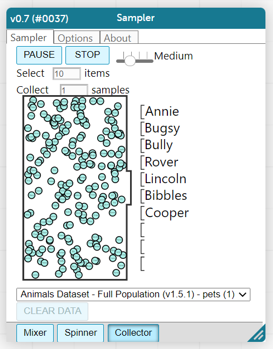 v0.7 (#0037) Sampler
Sampler Options About
PAUSE STOP Medium
Select 10 items
Collect 1 samples
Annie
Bugsy
Bully
Rover
Lincoln
Bibbles
Cooper
Animals Dataset - Full Population (v1.5.1) - pets (1)
CLEAR DATA
Mixer Spinner Collector